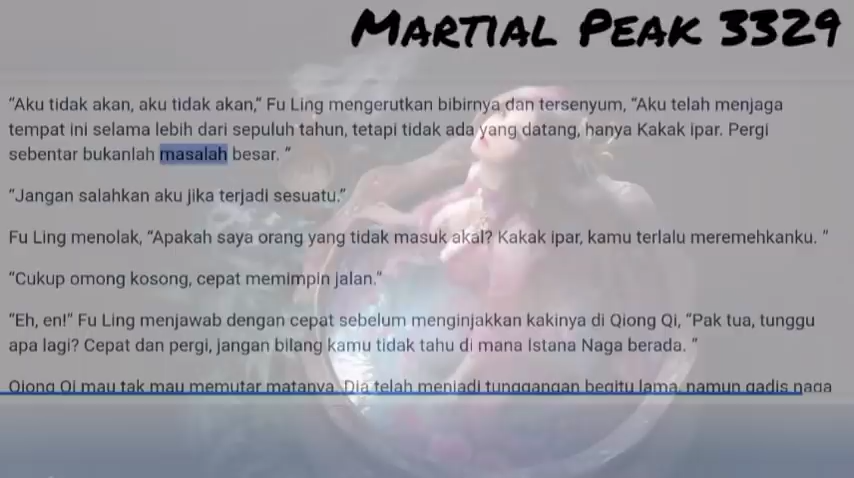 MARTIAL PEAK 3329
“Aku tidak akan, aku tidak akan,” Fu Ling mengerutkan bibirnya dan tersenyum, “Aku telah menjaga
tempat ini selama lebih dari sepuluh tahun, tetapi tidak ada yang datang, hanya Kakak ipar. Pergi
sebentar bukanlah masalah besar. ”
“Jangan salahkan aku jika terjadi sesuatu.”
Fu Ling menolak, “Apakah saya orang yang tidak masuk akal? Kakak ipar, kamu terlalu meremehkanku. ”
“Cukup omong kosong, cepat memimpin jalan.”
“Eh, en!” Fu Ling menjawab dengan cepat sebelum menginjakkan kakinya di Qiong Qi, “Pak tua, tunggu
apa lagi? Cepat dan pergi, jangan bilang kamu tidak tahu di mana Istana Naga berada. ”
Qiong Qi mau tak mau memutar matanya. Dia telah menjadi tunggangan begitu lama, namun gadis naga